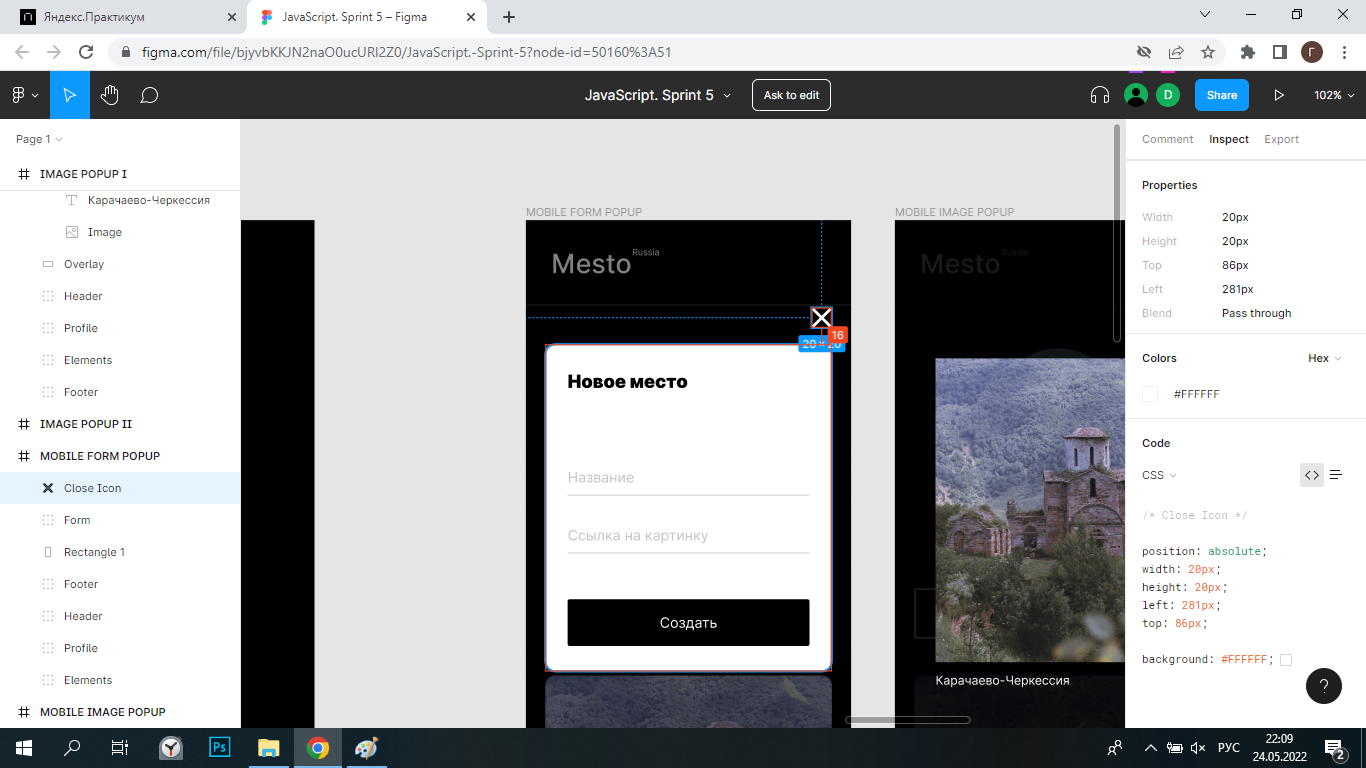 Яндекс.Практикум
JavaScript. Sprint 5 – Figma
figma.com/file/bjyvbKKJN2naO0ucURI2Z0/JavaScript.-Sprint-5?node-id=50160%3A51
Г
JavaScript. Sprint 5
Ask to edit
D
Share
102%
Page 1
IMAGE POPUP I
Карачаево-Черкессия
Image
Overlay
Header
Profile
Elements
Footer
IMAGE POPUP II
MOBILE FORM POPUP
Close Icon
Form
Rectangle 1
Footer
Header
Profile
Elements
MOBILE IMAGE POPUP
MOBILE FORM POPUP
Mesto Russia
16
20 × 20
Новое место
Название
Ссылка на картинку
Создать
MOBILE IMAGE POPUP
Mesto Russia
Карачаево-Черкессия
Comment Inspect Export
Properties
Width 20px
Height 20px
Top 86px
Left 281px
Blend Pass through
Colors Hex
#FFFFFF
Code
CSS
/* Close Icon */
position: absolute;
width: 20px;
height: 20px;
left: 281px;
top: 86px;
background: #FFFFFF;
?
Ps
РУС
22:09
24.05.2022
2